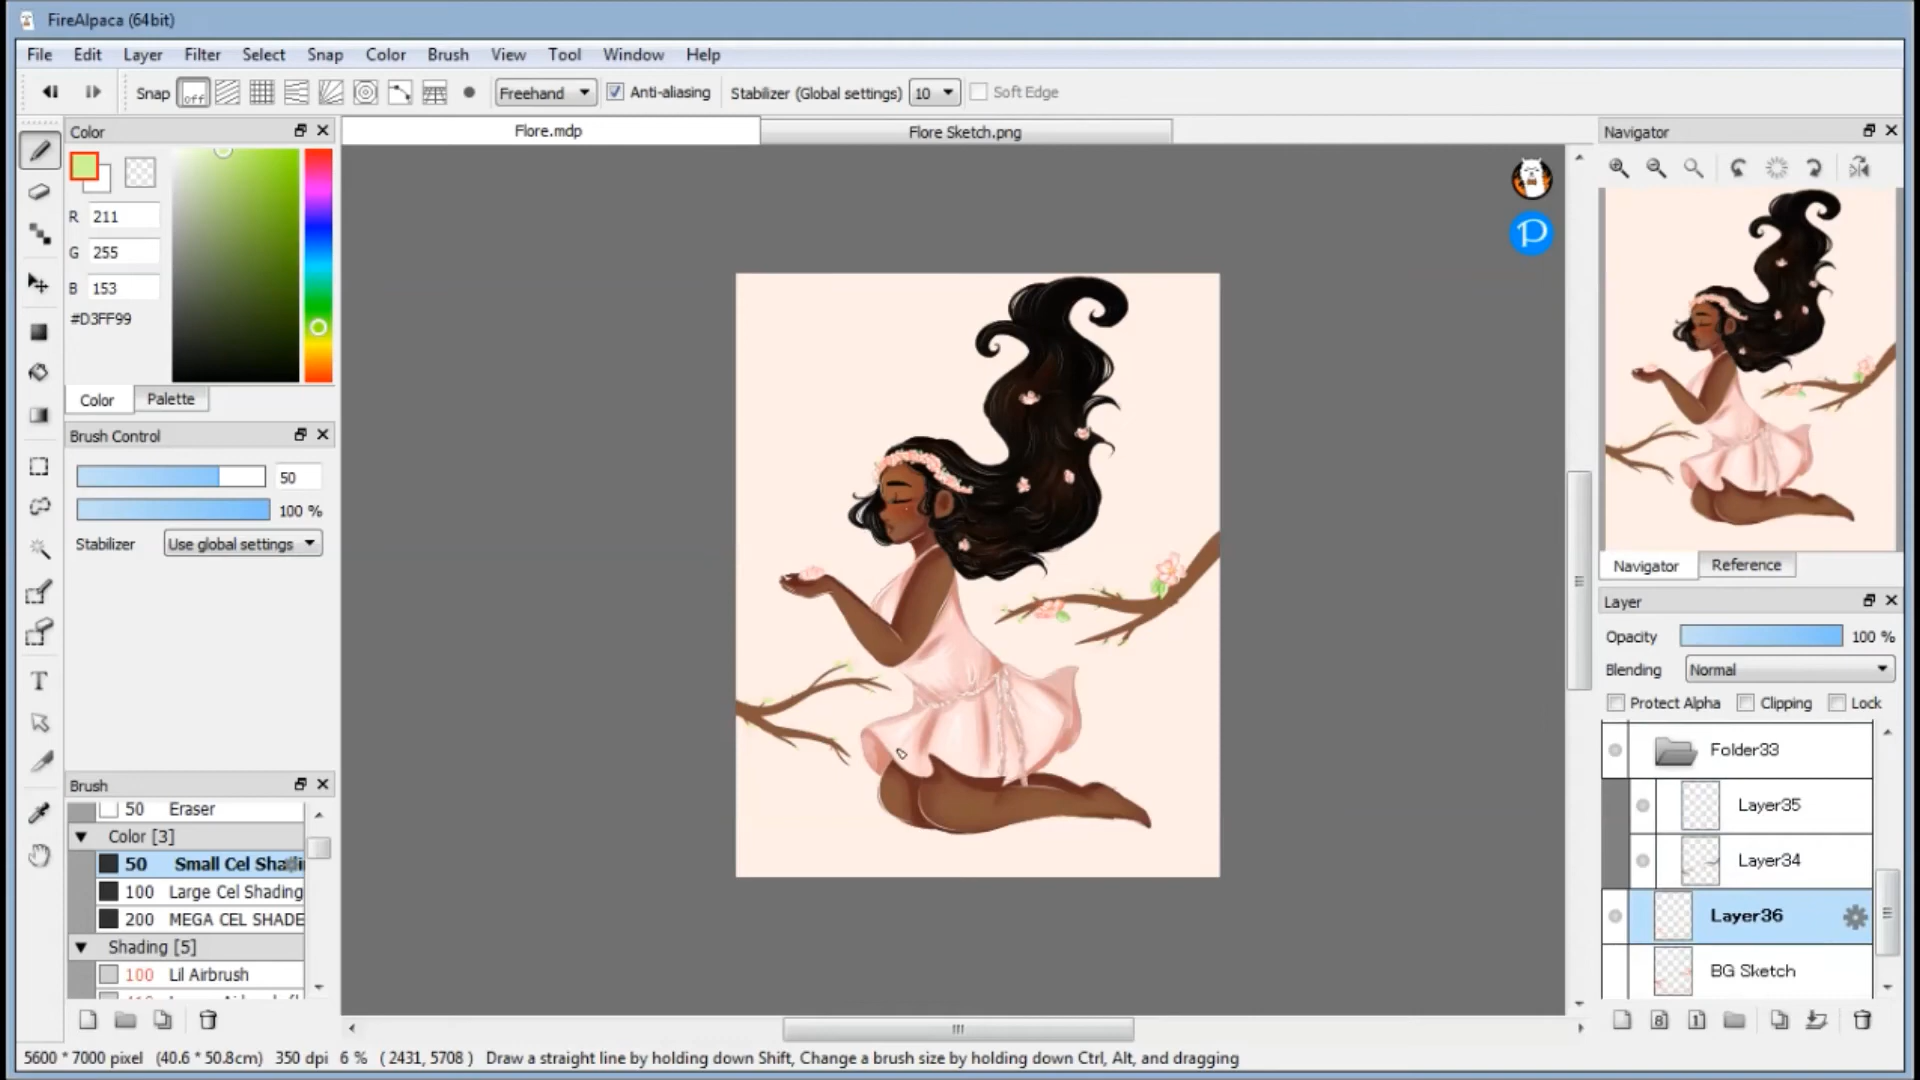 FireAlpaca (64bit)
File Edit Layer Filter Select Snap Color Brush View Tool Window Help
Snap off Freehand Anti-aliasing Stabilizer (Global settings) 10 Soft Edge
Color
Flore.mdp
Flore Sketch.png
Navigator
R 211
G 255
B 153
#D3FF99
Color Palette
Brush Control
50
100 %
Stabilizer Use global settings
Navigator Reference
Layer
Opacity 100 %
Blending Normal
Protect Alpha Clipping Lock
Folder33
Layer35
Layer34
Layer36
BG Sketch
Brush
50 Eraser
Color [3]
50 Small Cel
100 Large Cel Shading
200 MEGA CEL SHADE
Shading [5]
100 Lil Airbrush
8
1
5600 * 7000 pixel (40.6 * 50.8cm) 350 dpi 6 % ( 2431, 5708 ) Draw a straight line by holding down Shift, Change a brush size by holding down Ctrl, Alt, and dragging